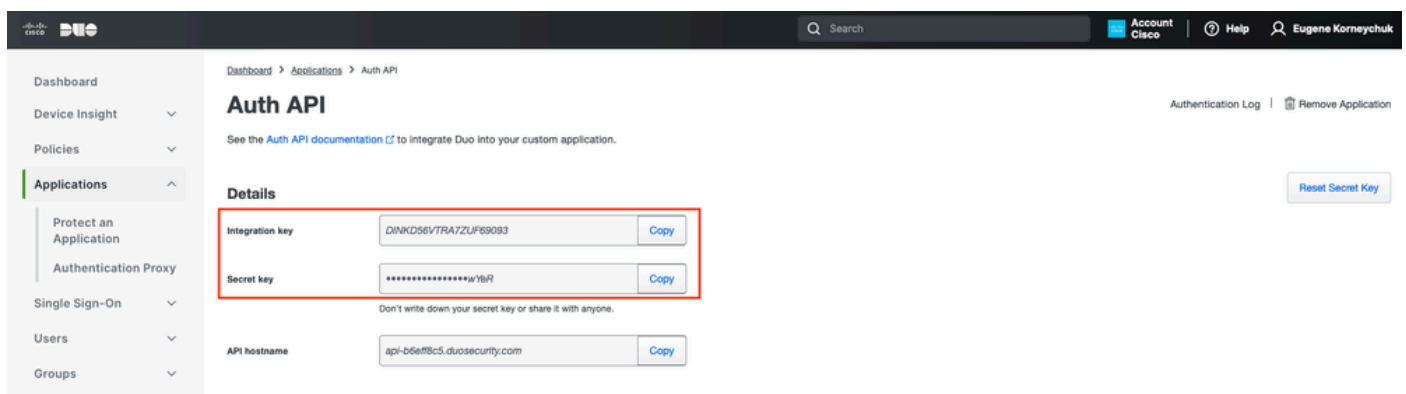 CISCO DUO Search Account Cisco Help Eugene Korneychuk
Dashboard > Applications > Auth API
Dashboard
Device Insight
Policies
Applications
Protect an
Application
Authentication Proxy
Single Sign-On
Users
Groups
Auth API
Authentication Log | Remove Application
See the Auth API documentation to integrate Duo into your custom application.
Reset Secret Key
Details
Integration key DINKD56VTRA7ZUF69093 Copy
Secret key ••••••••••••••••wYeR Copy
Don't write down your secret key or share it with anyone.
API hostname api-b6eff8c5.duosecurity.com Copy